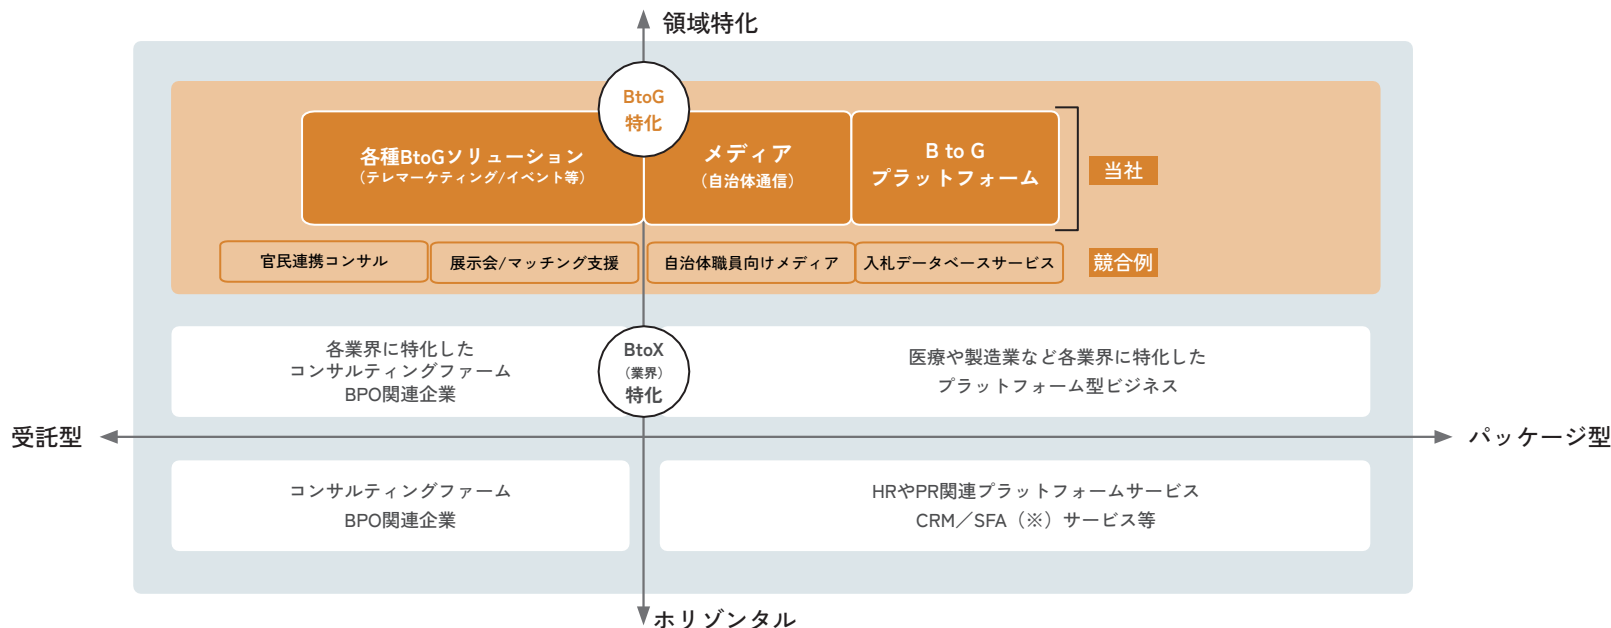 領域特化
BtoG
特化
各種BtoGソリューション
（テレマーケティング/イベント等）
メディア
（自治体通信）
B to G
プラットフォーム
当社
官民連携コンサル
展示会/マッチング支援
自治体職員向けメディア
入札データベースサービス
競合例
各業界に特化した
コンサルティングファーム
BPO関連企業
BtoX
（業界）
特化
医療や製造業など各業界に特化した
プラットフォーム型ビジネス
受託型
パッケージ型
コンサルティングファーム
BPO関連企業
HRやPR関連プラットフォームサービス
CRM／SFA（※）サービス等
ホリゾンタル